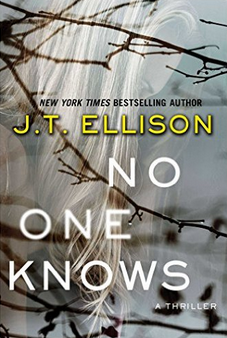 NEW YORK TIMES BESTSELLING AUTHOR
J.T. ELLISON
NO
ONE
KNOWS
A THRILLER